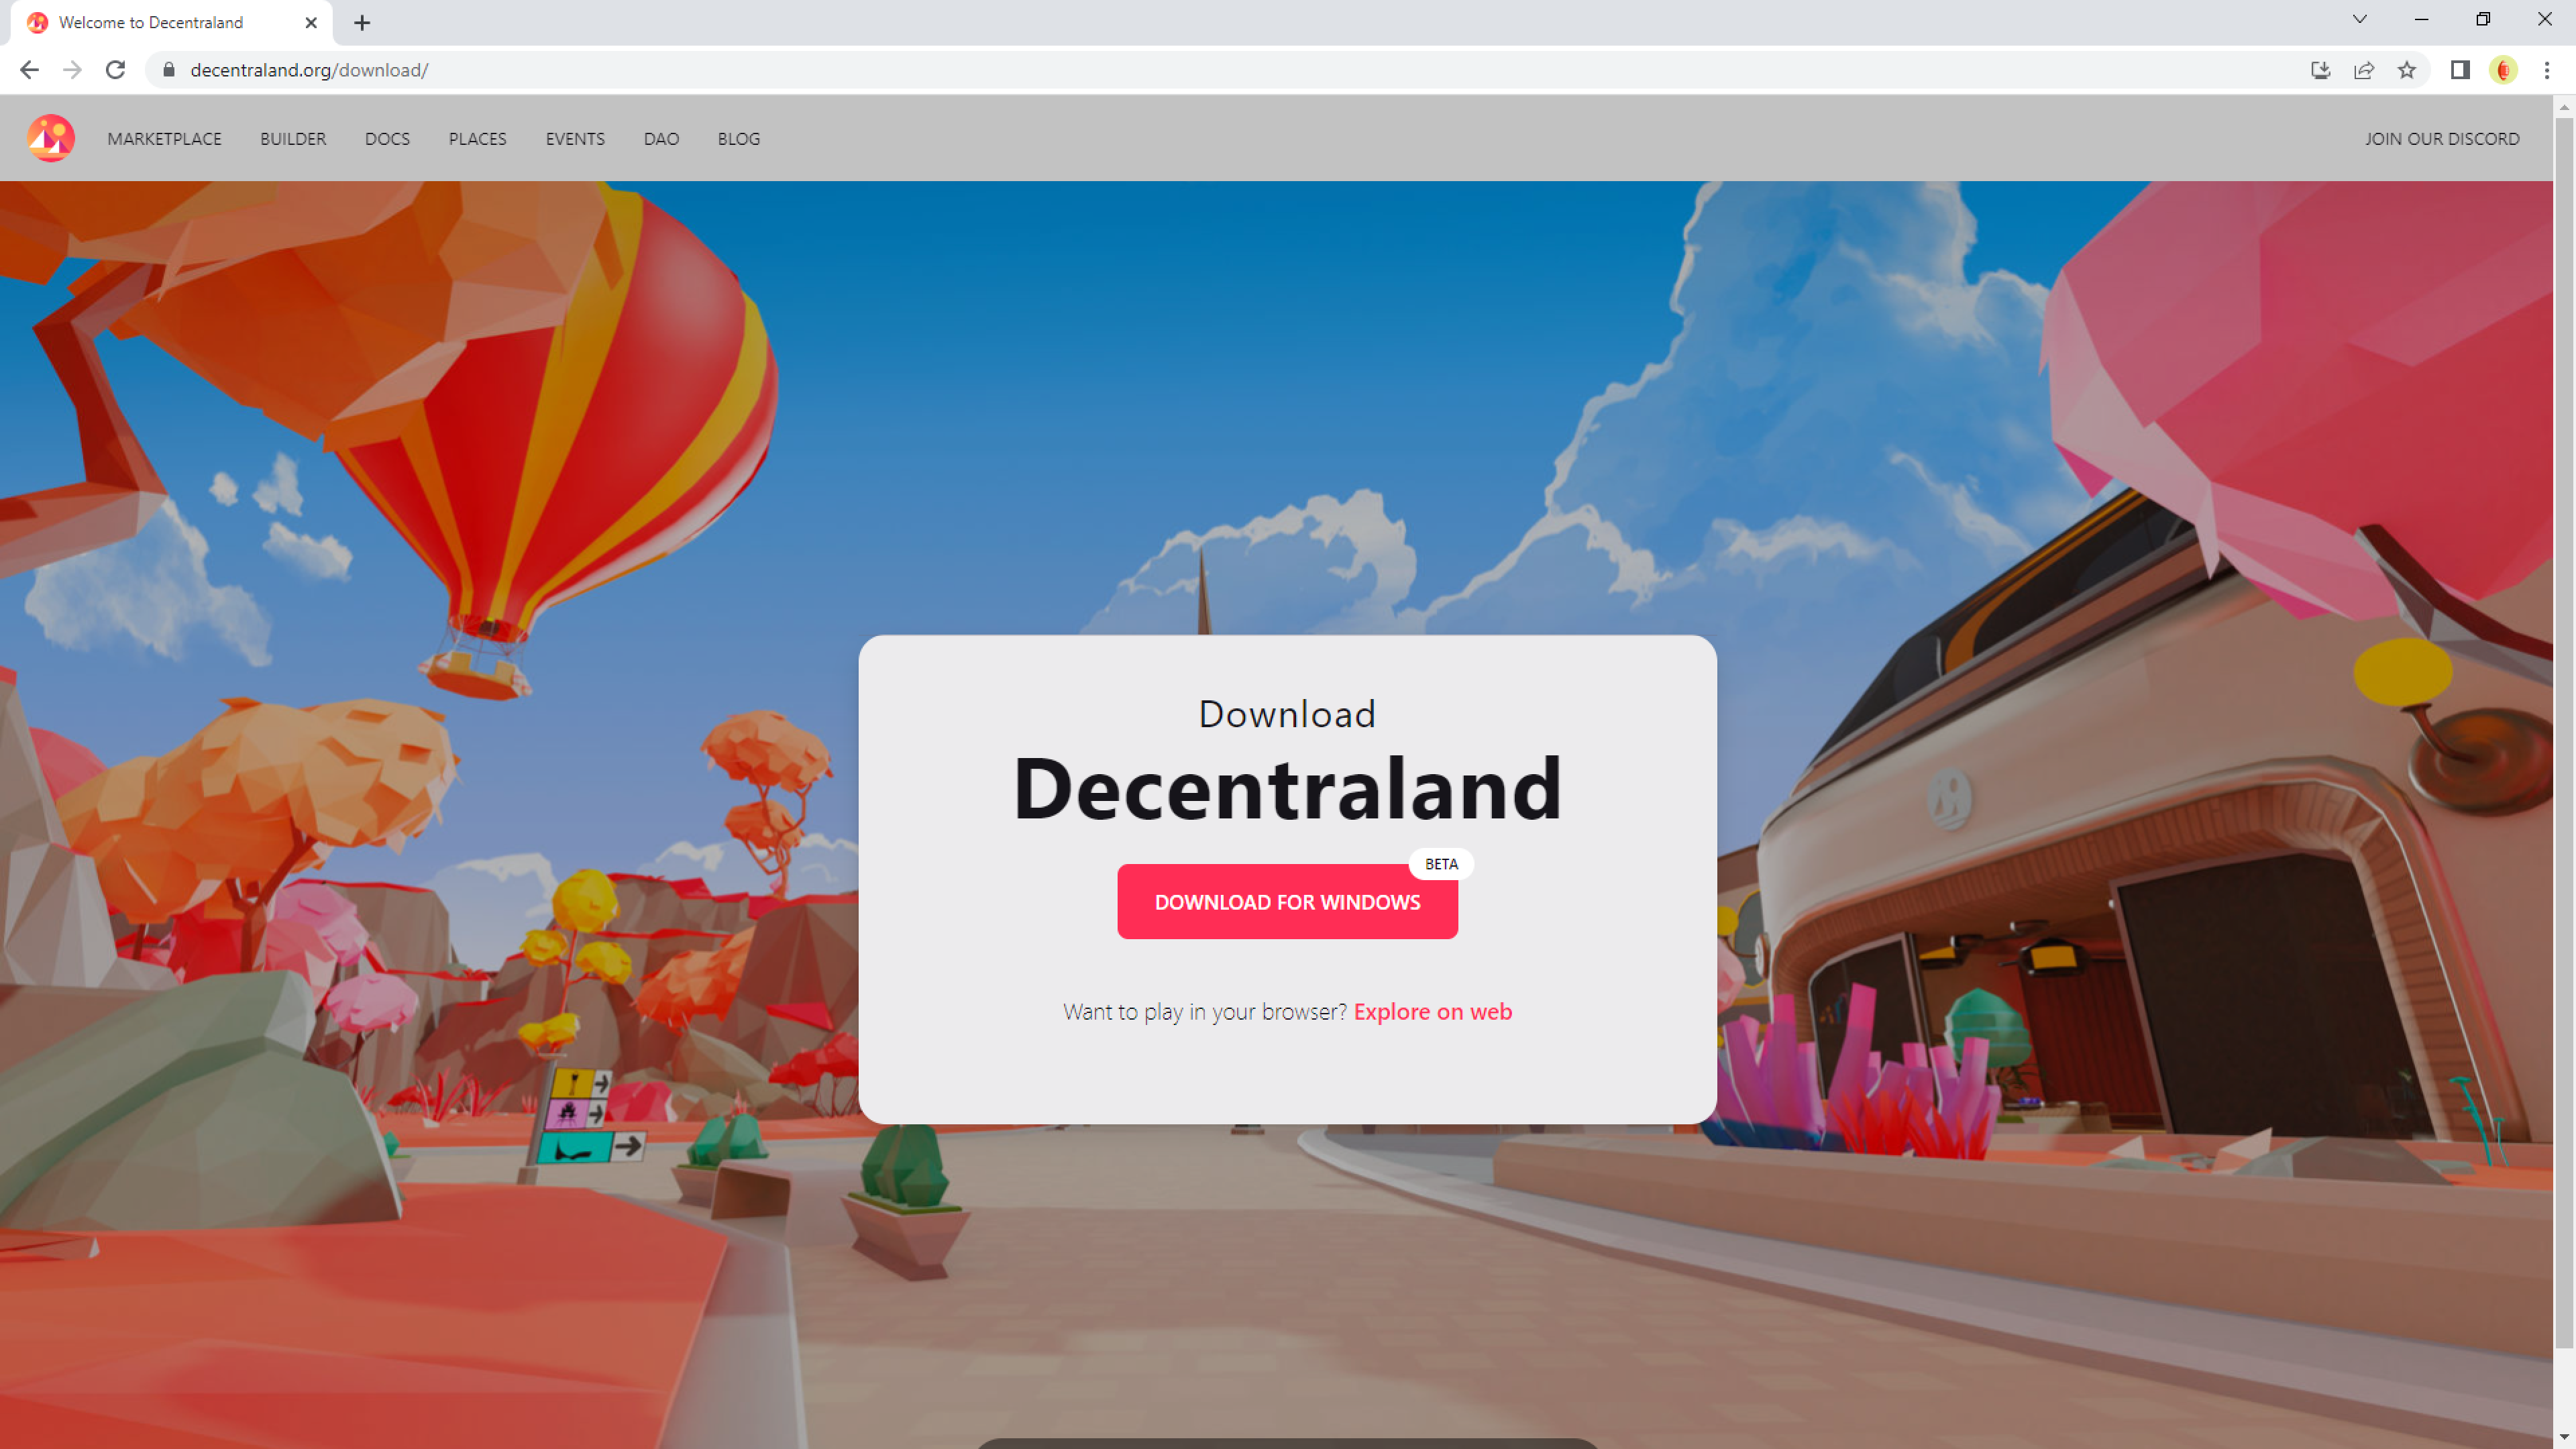 Welcome to Decentraland
decentraland.org/download/
MARKETPLACE BUILDER DOCS PLACES EVENTS DAO BLOG JOIN OUR DISCORD
Download
Decentraland
BETA
DOWNLOAD FOR WINDOWS
Want to play in your browser? Explore on web